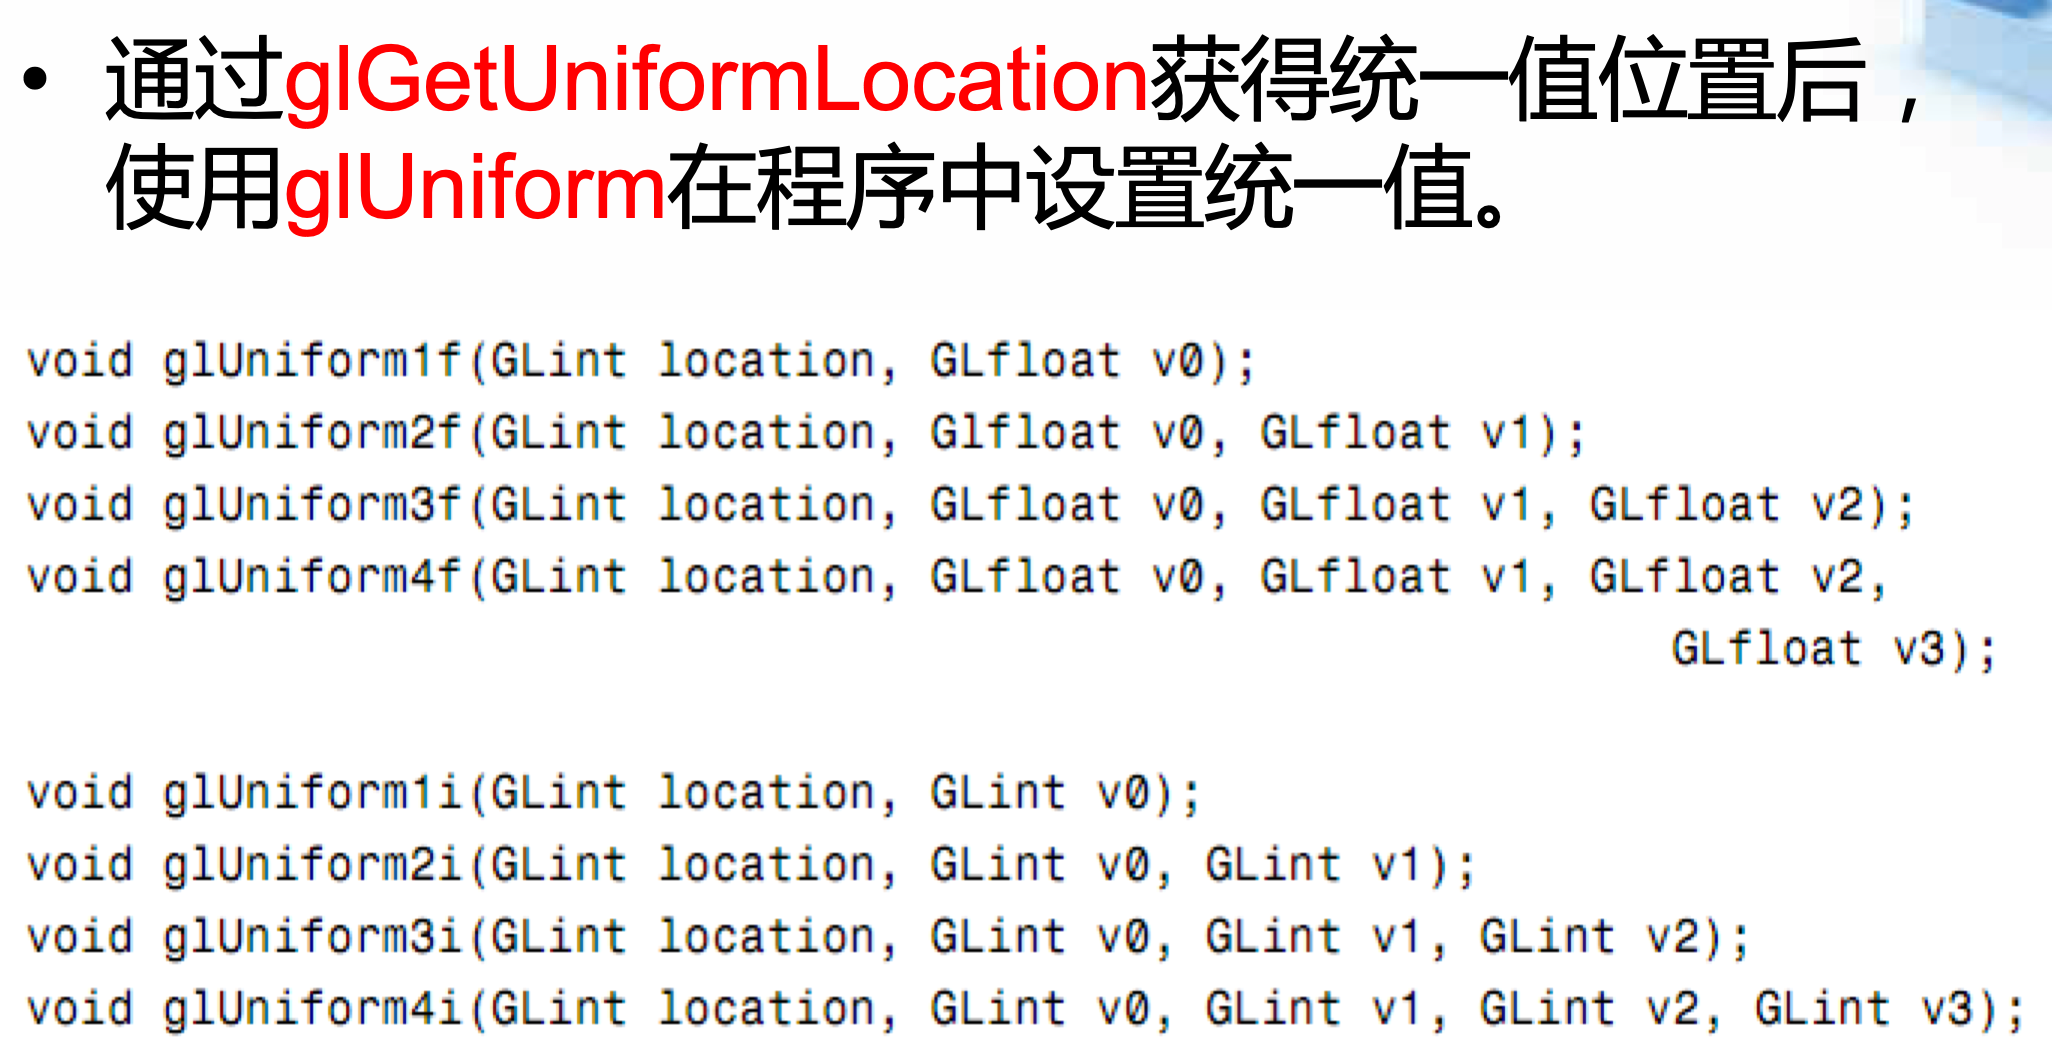 • 通过glGetUniformLocation获得统一值位置后，
使用glUniform在程序中设置统一值。
void glUniform1f(GLint location, GLfloat v0);
void glUniform2f(GLint location, Glfloat v0, GLfloat v1);
void glUniform3f(GLint location, GLfloat v0, GLfloat v1, GLfloat v2);
void glUniform4f(GLint location, GLfloat v0, GLfloat v1, GLfloat v2,
GLfloat v3);
void glUniform1i(GLint location, GLint v0);
void glUniform2i(GLint location, GLint v0, GLint v1);
void glUniform3i(GLint location, GLint v0, GLint v1, GLint v2);
void glUniform4i(GLint location, GLint v0, GLint v1, GLint v2, GLint v3);